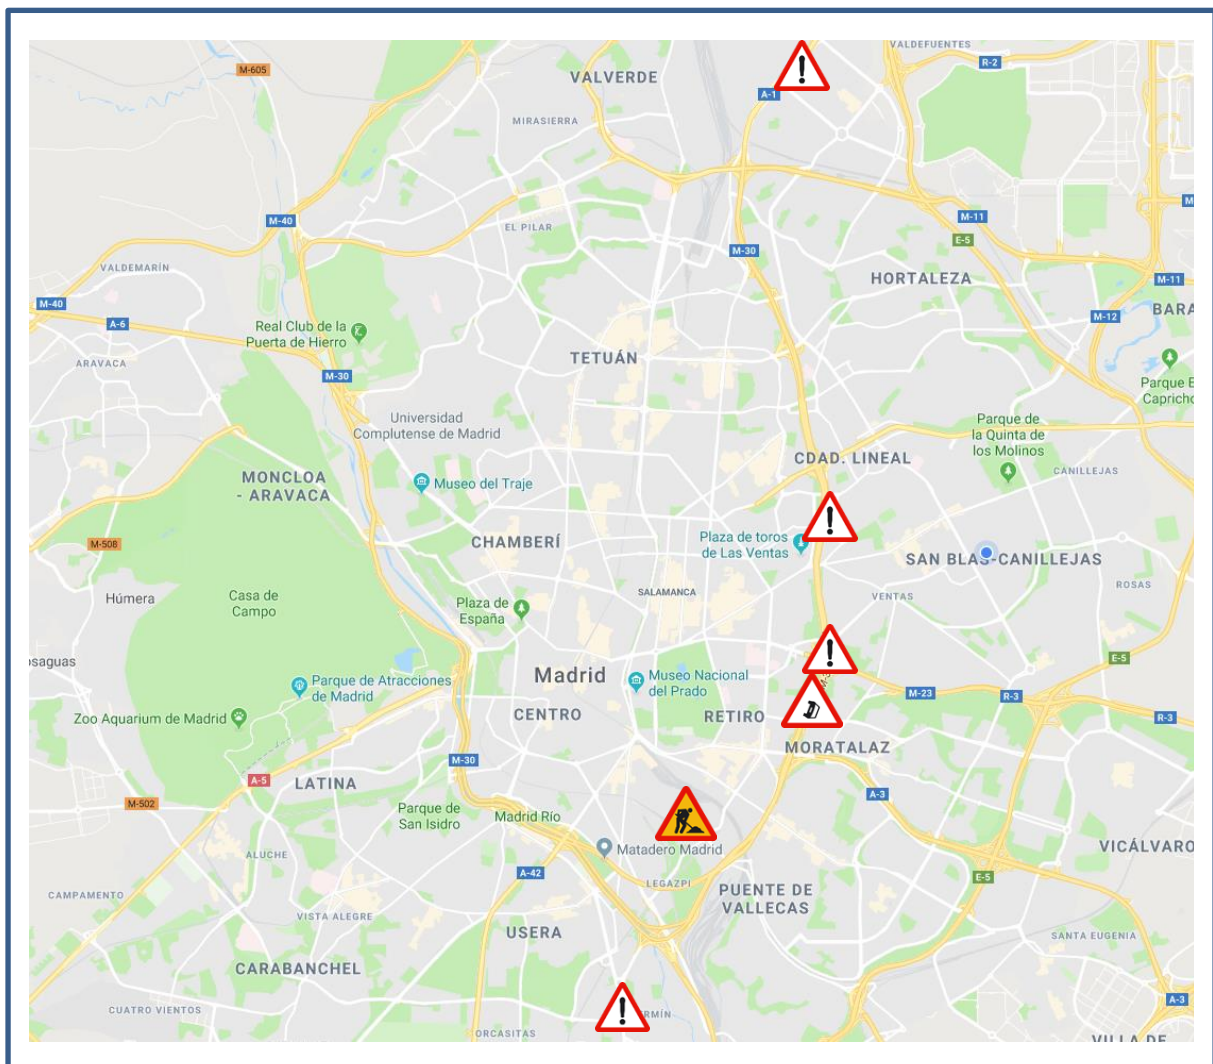 VALDEFUENTES
R-2
M-605
VALVERDE
A-1
MIRASIERRA
M-40
EL PILAR
M-11
E-5
M-30
VALDEMARÍN
HORTALEZA
M-11
M-40
A-6
Real Club de la
Puerta de Hierro
M-12
BARA
ARAVACA
TETUÁN
M-30
Parque E
Capricho
Universidad
Complutense de Madrid
Parque de
la Quinta de
los Molinos
CDAD. LINEAL
CANILLEJAS
MONCLOA
- ARAVACA
Museo del Traje
M-508
CHAMBERÍ
Plaza de toros
de Las Ventas
SAN BLAS-CANILLEJAS
ROSAS
Húmera
Casa de
Campo
Plaza de
España
SALAMANCA
VENTAS
osaguas
E-5
Madrid
Museo Nacional
del Prado
Parque de Atracciones
de Madrid
M-23
R-3
R-3
Zoo Aquarium de Madrid
CENTRO
RETIRO
MORATALAZ
M-30
A-5
LATINA
A-3
M-502
Parque de
San Isidro
Madrid Río
Matadero Madrid
VICÁLVARO
ALUCHE
A-42
LEGAZPI
E-5
CAMPAMENTO
PUENTE DE
VALLECAS
VISTA ALEGRE
USERA
SANTA EUGENIA
CARABANCHEL
A-3
CUATRO VIENTOS
RMÍN
ORCASITAS
VILLA DE